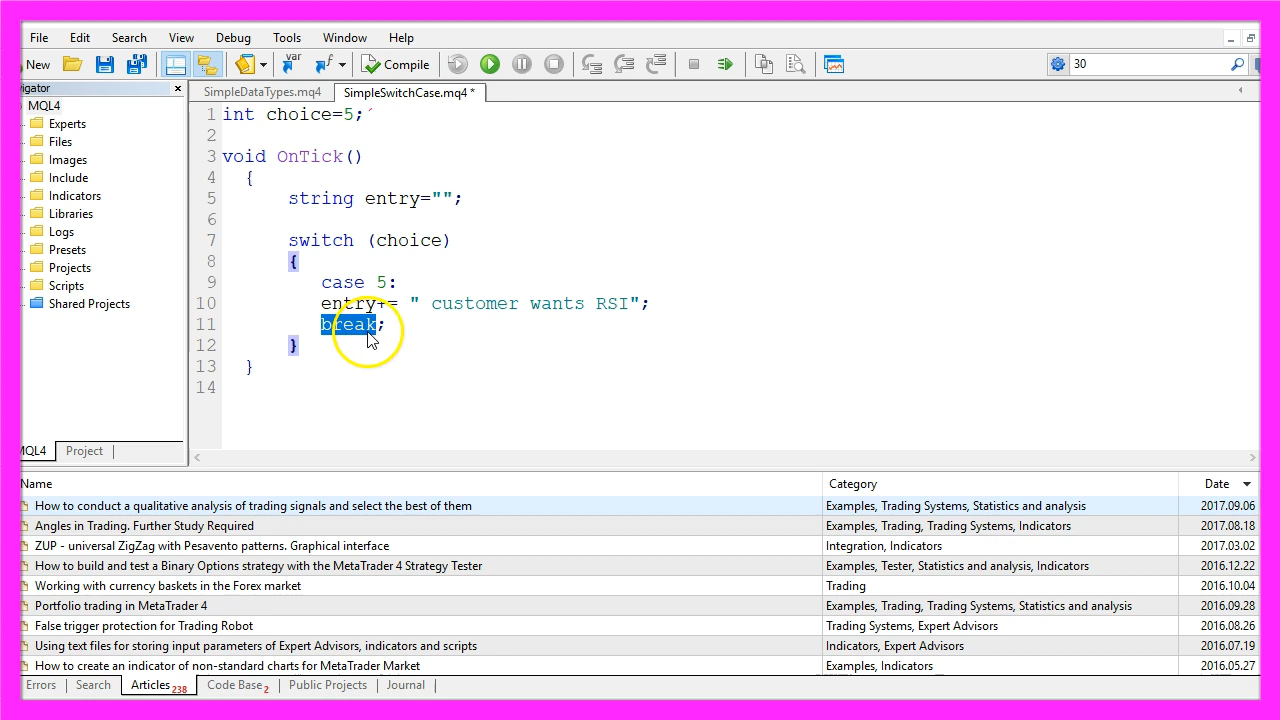 File Edit Search View Debug Tools Window Help
New Compile 30
vigator
SimpleDataTypes.mq4 SimpleSwitchCase.mq4 *
MQL4
Experts
Files
Images
Include
Indicators
Libraries
Logs
Presets
Projects
Scripts
Shared Projects
MQL4 Project
1 int choice=5;´
2
3 void OnTick()
4 {
5 string entry="";
6
7 switch (choice)
8 {
9 case 5:
10 entry+= " customer wants RSI";
11 break;
12 }
13 }
14
Name Category Date
How to conduct a qualitative analysis of trading signals and select the best of them Examples, Trading Systems, Statistics and analysis 2017.09.06
Angles in Trading. Further Study Required Examples, Trading, Trading Systems, Indicators 2017.08.18
ZUP - universal ZigZag with Pesavento patterns. Graphical interface Integration, Indicators 2017.03.02
How to build and test a Binary Options strategy with the MetaTrader 4 Strategy Tester Examples, Tester, Statistics and analysis, Indicators 2016.12.22
Working with currency baskets in the Forex market Trading 2016.10.04
Portfolio trading in MetaTrader 4 Examples, Trading, Trading Systems, Statistics and analysis 2016.09.28
False trigger protection for Trading Robot Trading Systems, Expert Advisors 2016.08.26
Using text files for storing input parameters of Expert Advisors, indicators and scripts Indicators, Expert Advisors 2016.07.19
How to create an indicator of non-standard charts for MetaTrader Market Examples, Indicators 2016.05.27
Errors Search Articles 238 Code Base 2 Public Projects Journal